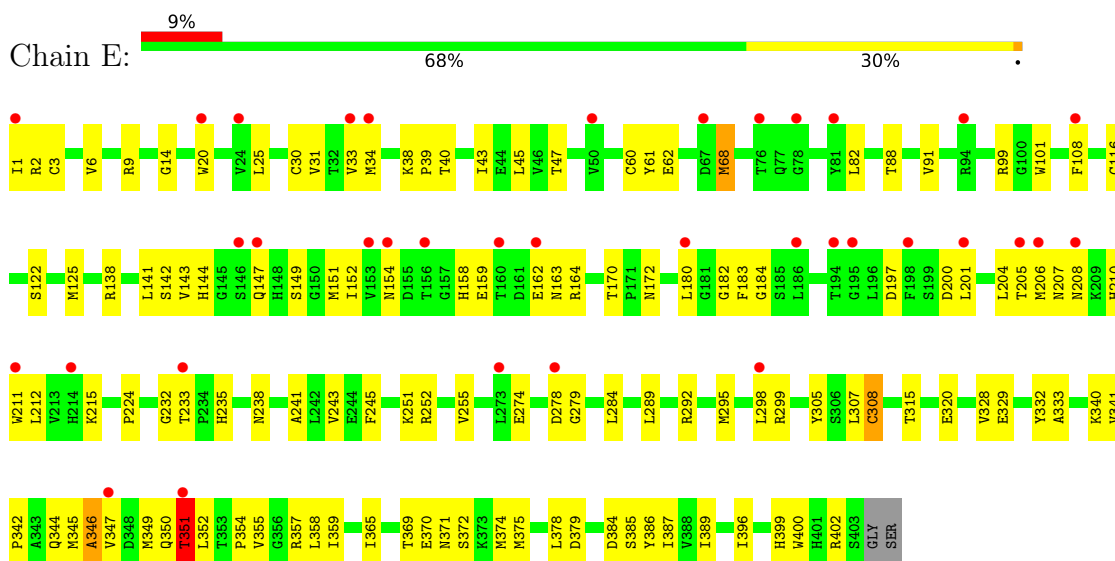 9%
Chain E:
68% 30% •
I1 R2 C3 V6 R9 G14 W20 V24 L25 C30 V31 T32 V33 M34 K38 P39 T40 I43 E44 L45 V46 T47 V50 C60 Y61 E62 D67 M68 T76 Q77 G78 Y81 L82 T88 V91 R94 R99 G100 W101 F108 G116
S122 M125 R138 L141 S142 V143 H144 G145 S146 Q147 H148 S149 G150 M151 I152 V153 N154 D155 T156 G157 H158 E159 T160 D161 E162 N163 R164 T170 P171 N172 L180 G181 G182 F183 G184 S185 L186 T194 G195 L196 D197 F198 S199 D200 L201 L204 T205 M206 N207 N208 K209 H210
W211 L212 V213 H214 K215 P224 G232 T233 P234 H235 N238 A241 L242 V243 E244 F245 K251 R252 V255 L273 E274 D278 G279 L284 L289 R292 M295 L298 R299 Y305 S306 L307 C308 T315 E320 V328 E329 Y332 A333 K340 V341
P342 A343 Q344 M345 A346 V347 D348 M349 Q350 T351 L352 T353 P354 V355 G356 R357 L358 I359 I365 T369 E370 N371 S372 K373 M374 M375 L378 D379 D384 S385 Y386 I387 V388 I389 I396 H399 W400 H401 R402 S403 GLY SER